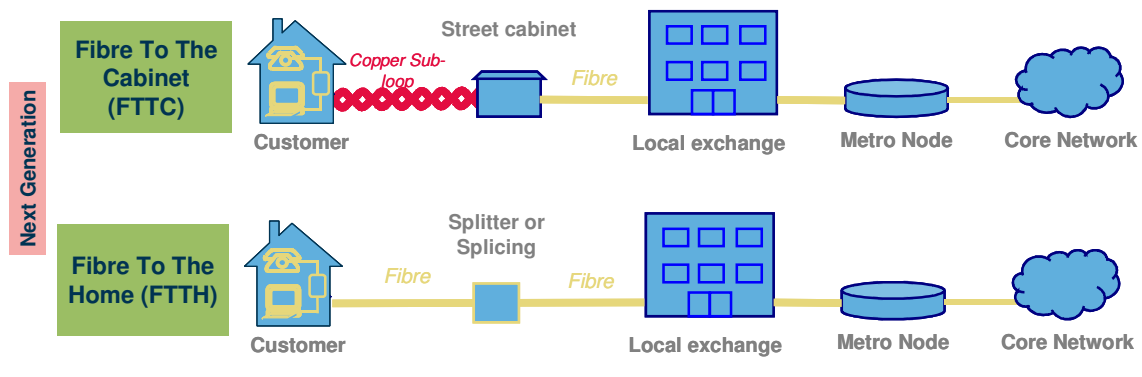 Next Generation
Fibre To The
Cabinet
(FTTC)
Copper Sub-
loop
Street cabinet
Fibre
Customer
Local exchange
Metro Node
Core Network
Fibre To The
Home (FTTH)
Fibre
Splitter or
Splicing
Fibre
Customer
Local exchange
Metro Node
Core Network